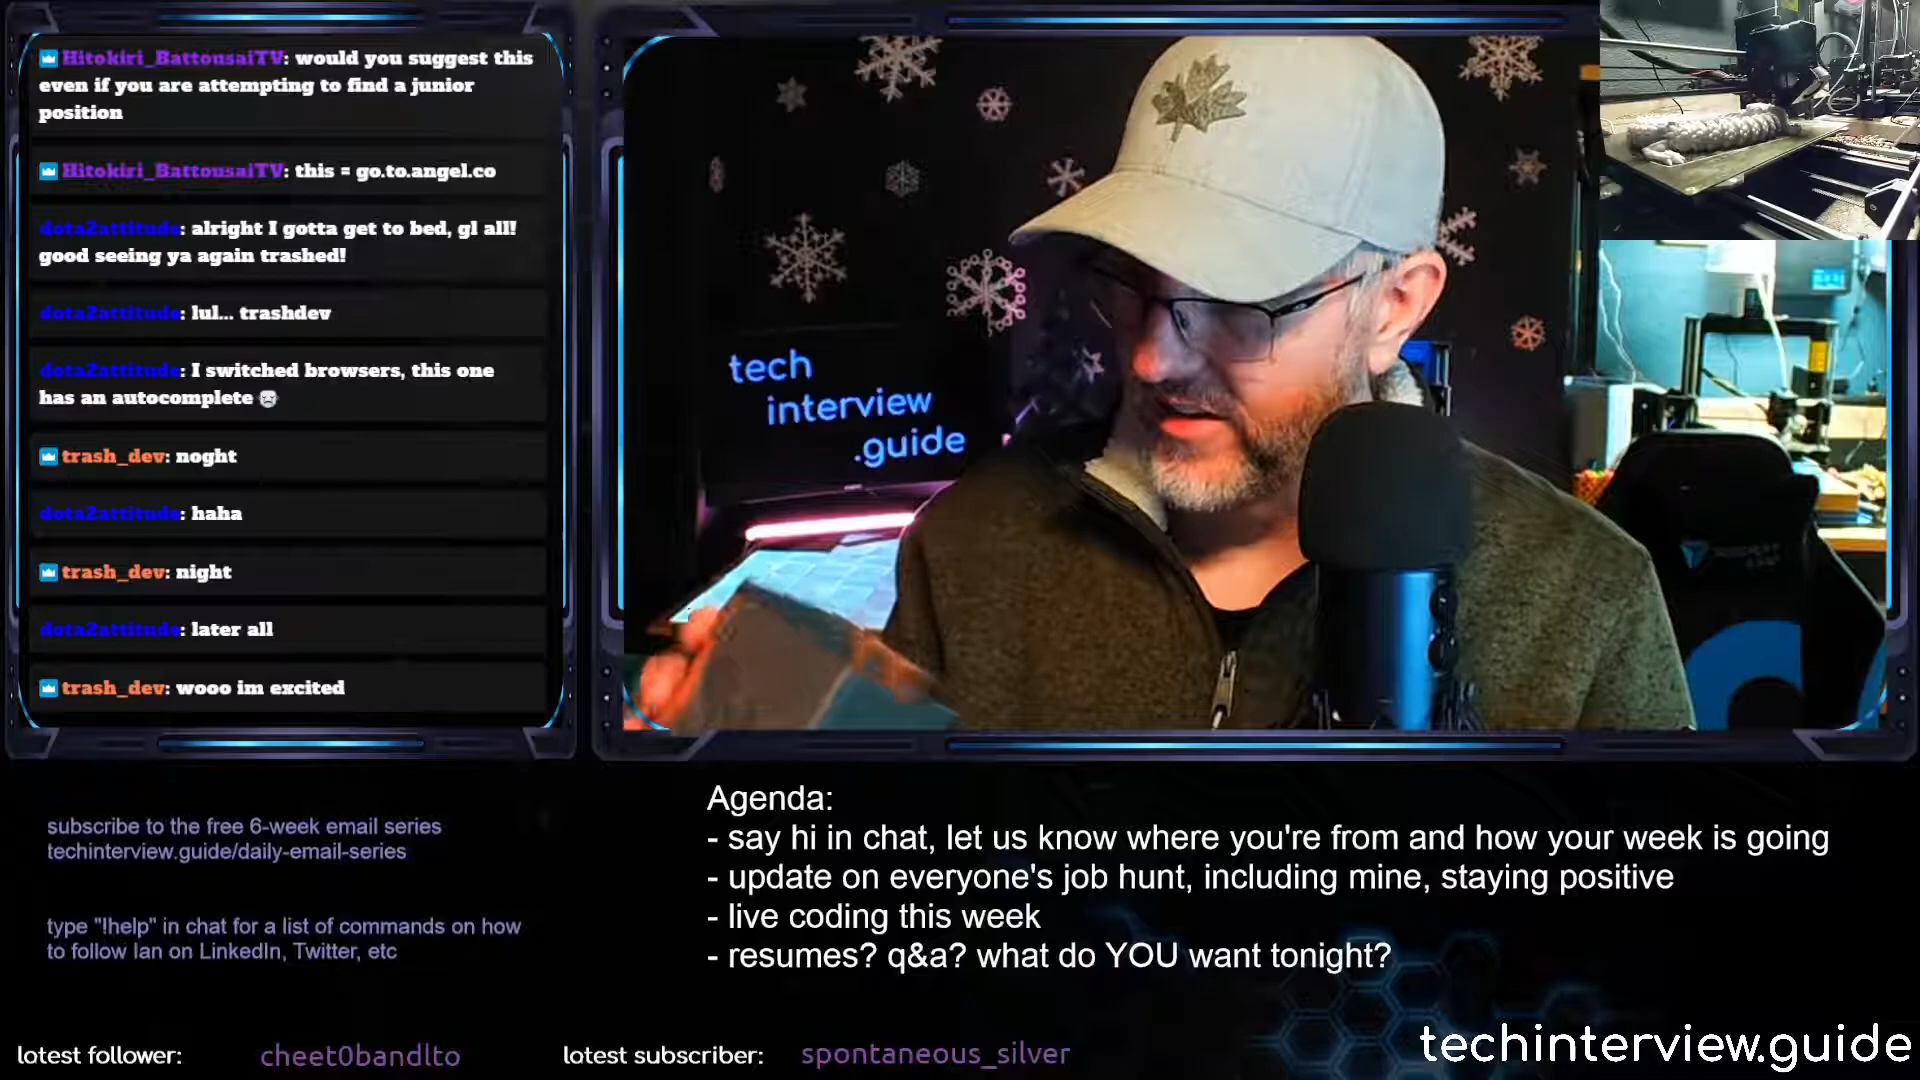 Hitokiri_BattousaiTV: would you suggest this
even if you are attempting to find a junior
position
Hitokiri_BattousaiTV: this = go.to.angel.co
dota2attitude: alright I gotta get to bed, gl all!
good seeing ya again trashed!
dota2attitude: lul... trashdev
dota2attitude: I switched browsers, this one
has an autocomplete
trash_dev: noght
dota2attitude: haha
trash_dev: night
dota2attitude: later all
trash_dev: wooo im excited
tech
interview
.guide
subscribe to the free 6-week email series
techinterview.guide/daily-email-series
type "!help" in chat for a list of commands on how
to follow Ian on LinkedIn, Twitter, etc
Agenda:
- say hi in chat, let us know where you're from and how your week is going
- update on everyone's job hunt, including mine, staying positive
- live coding this week
- resumes? q&a? what do YOU want tonight?
latest follower: cheet0bandlto
latest subscriber: spontaneous_silver
techinterview.guide